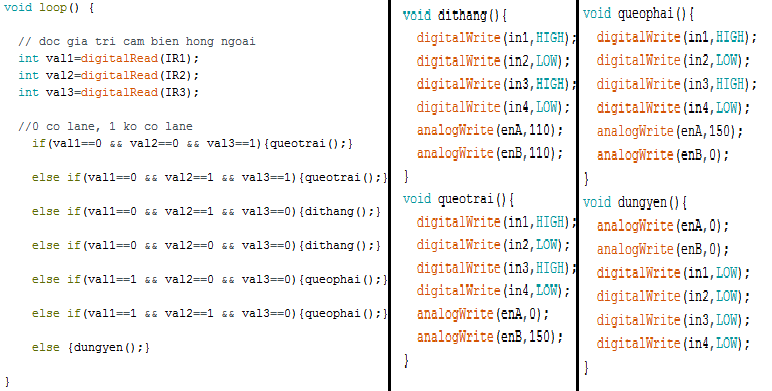 void loop() {
// doc gia tri cam bien hong ngoai
int val1=digitalRead(IR1);
int val2=digitalRead(IR2);
int val3=digitalRead(IR3);
//0 co lane, 1 ko co lane
if(val1==0 && val2==0 && val3==1){queotrai();}
else if(val1==0 && val2==1 && val3==1){queotrai();}
else if(val1==0 && val2==1 && val3==0){dithang();}
else if(val1==0 && val2==0 && val3==0){dithang();}
else if(val1==1 && val2==0 && val3==0){queophai();}
else if(val1==1 && val2==1 && val3==0){queophai();}
else {dungyen();}
}
void dithang(){
digitalWrite(in1,HIGH);
digitalWrite(in2,LOW);
digitalWrite(in3,HIGH);
digitalWrite(in4,LOW);
analogWrite(enA,110);
analogWrite(enB,110);
}
void queotrai(){
digitalWrite(in1,HIGH);
digitalWrite(in2,LOW);
digitalWrite(in3,HIGH);
digitalWrite(in4,LOW);
analogWrite(enA,0);
analogWrite(enB,150);
}
void queophai(){
digitalWrite(in1,HIGH);
digitalWrite(in2,LOW);
digitalWrite(in3,HIGH);
digitalWrite(in4,LOW);
analogWrite(enA,150);
analogWrite(enB,0);
}
void dungyen(){
analogWrite(enA,0);
analogWrite(enB,0);
digitalWrite(in1,LOW);
digitalWrite(in2,LOW);
digitalWrite(in3,LOW);
digitalWrite(in4,LOW);
}